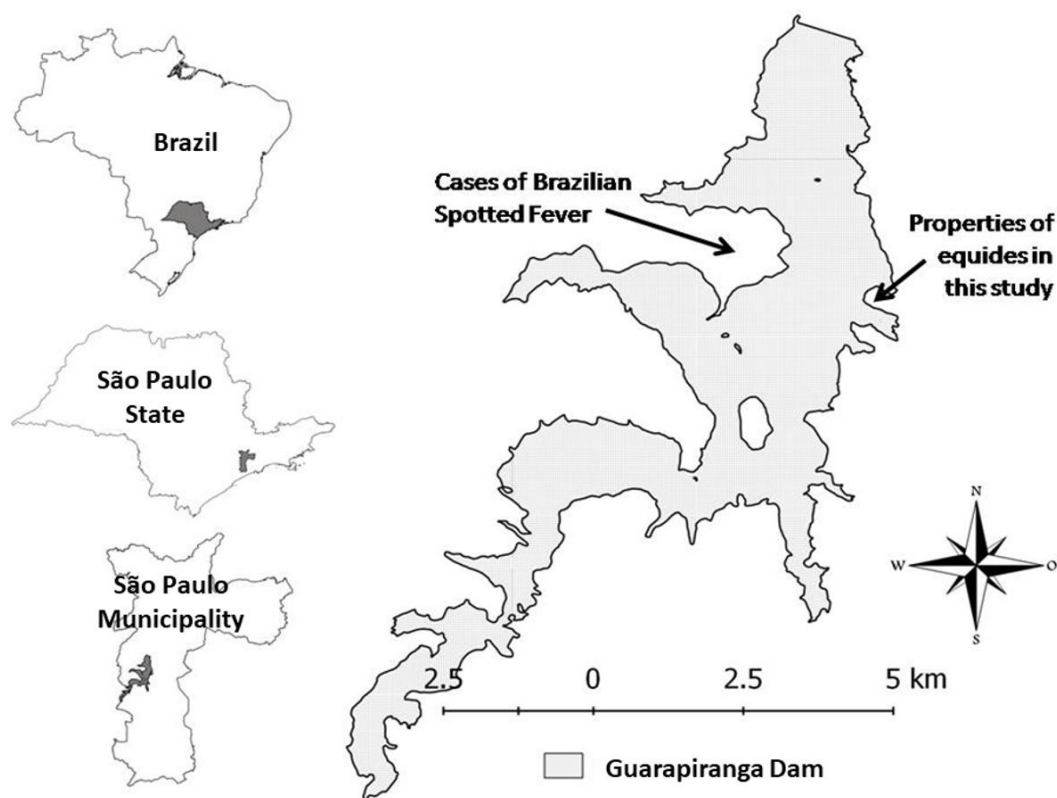 Brazil
São Paulo
State
São Paulo
Municipality
Cases of Brazilian
Spotted Fever
Properties of
equides in
this study
N
W
O
S
2.5 0 2.5 5 km
Guarapiranga Dam